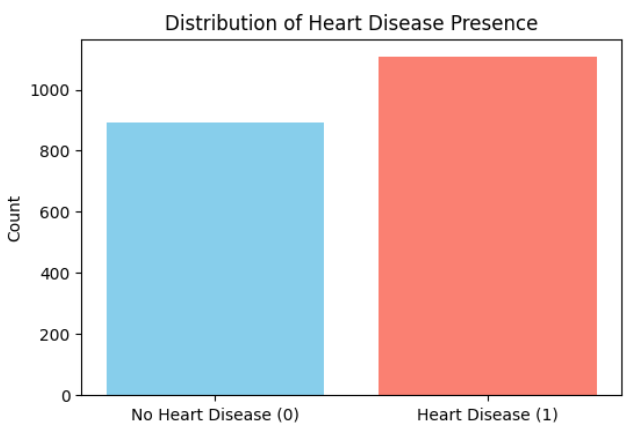 Distribution of Heart Disease Presence
1000
800
600
400
200
0
Count
No Heart Disease (0)
Heart Disease (1)